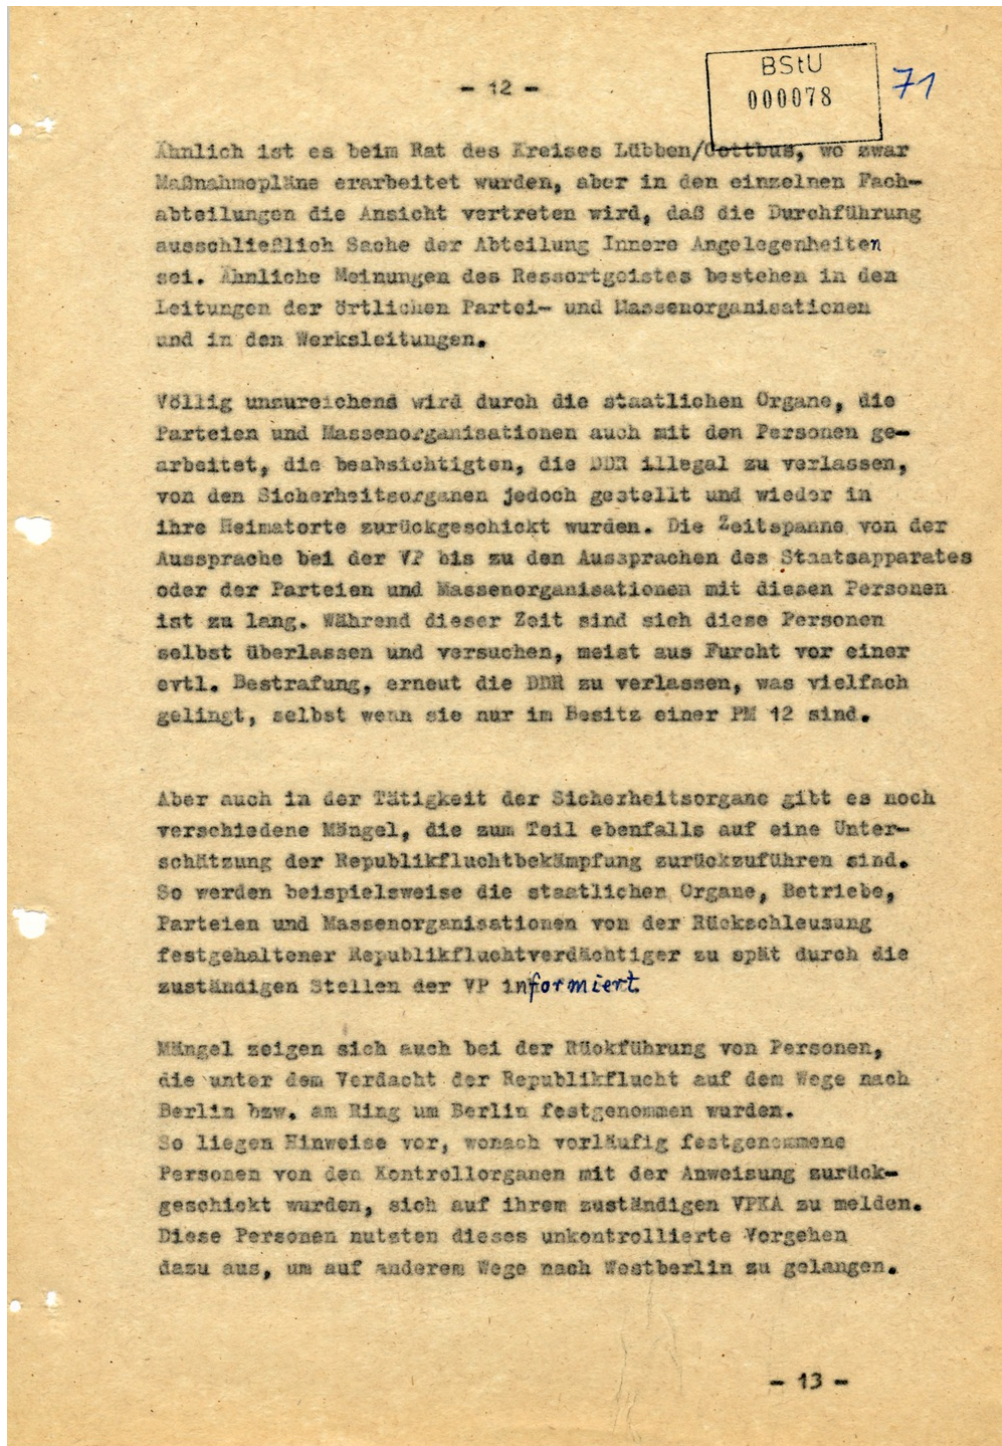 - 12 -
BStU
000078
71
Ähnlich ist es beim Rat des Kreises Lübben/Cottbus, wo zwar
Maßnahmepläne erarbeitet wurden, aber in den einzelnen Fach-
abteilungen die Ansicht vertreten wird, daß die Durchführung
ausschließlich Sache der Abteilung Innere Angelegenheiten
sei. Ähnliche Meinungen des Ressortgeistes bestehen in den
Leitungen der örtlichen Partei- und Massenorganisationen
und in den Werksleitungen.
Völlig unzureichend wird durch die staatlichen Organe, die
Parteien und Massenorganisationen auch mit den Personen ge-
arbeitet, die beabsichtigten, die DDR illegal zu verlassen,
von den Sicherheitsorganen jedoch gestellt und wieder in
ihre Heimatorte zurückgeschickt wurden. Die Zeitspanne von der
Aussprache bei der VP bis zu den Aussprachen des Staatsapparates
oder der Parteien und Massenorganisationen mit diesen Personen
ist zu lang. Während dieser Zeit sind sich diese Personen
selbst überlassen und versuchen, meist aus Furcht vor einer
evtl. Bestrafung, erneut die DDR zu verlassen, was vielfach
gelingt, selbst wenn sie nur im Besitz einer PM 12 sind.
Aber auch in der Tätigkeit der Sicherheitsorgane gibt es noch
verschiedene Mängel, die zum Teil ebenfalls auf eine Unter-
schätzung der Republikfluchtbekämpfung zurückzuführen sind.
So werden beispielsweise die staatlichen Organe, Betriebe,
Parteien und Massenorganisationen von der Rückschleusung
festgehaltener Republikfluchtverdächtiger zu spät durch die
zuständigen Stellen der VP informiert.
Mängel zeigen sich auch bei der Rückführung von Personen,
die unter dem Verdacht der Republikflucht auf dem Wege nach
Berlin bzw. am Ring um Berlin festgenommen wurden.
So liegen Hinweise vor, wonach vorläufig festgenommene
Personen von den Kontrollorganen mit der Anweisung zurück-
geschickt wurden, sich auf ihrem zuständigen VPKA zu melden.
Diese Personen nutzten dieses unkontrollierte Vorgehen
dazu aus, um auf anderem Wege nach Westberlin zu gelangen.
- 13 -